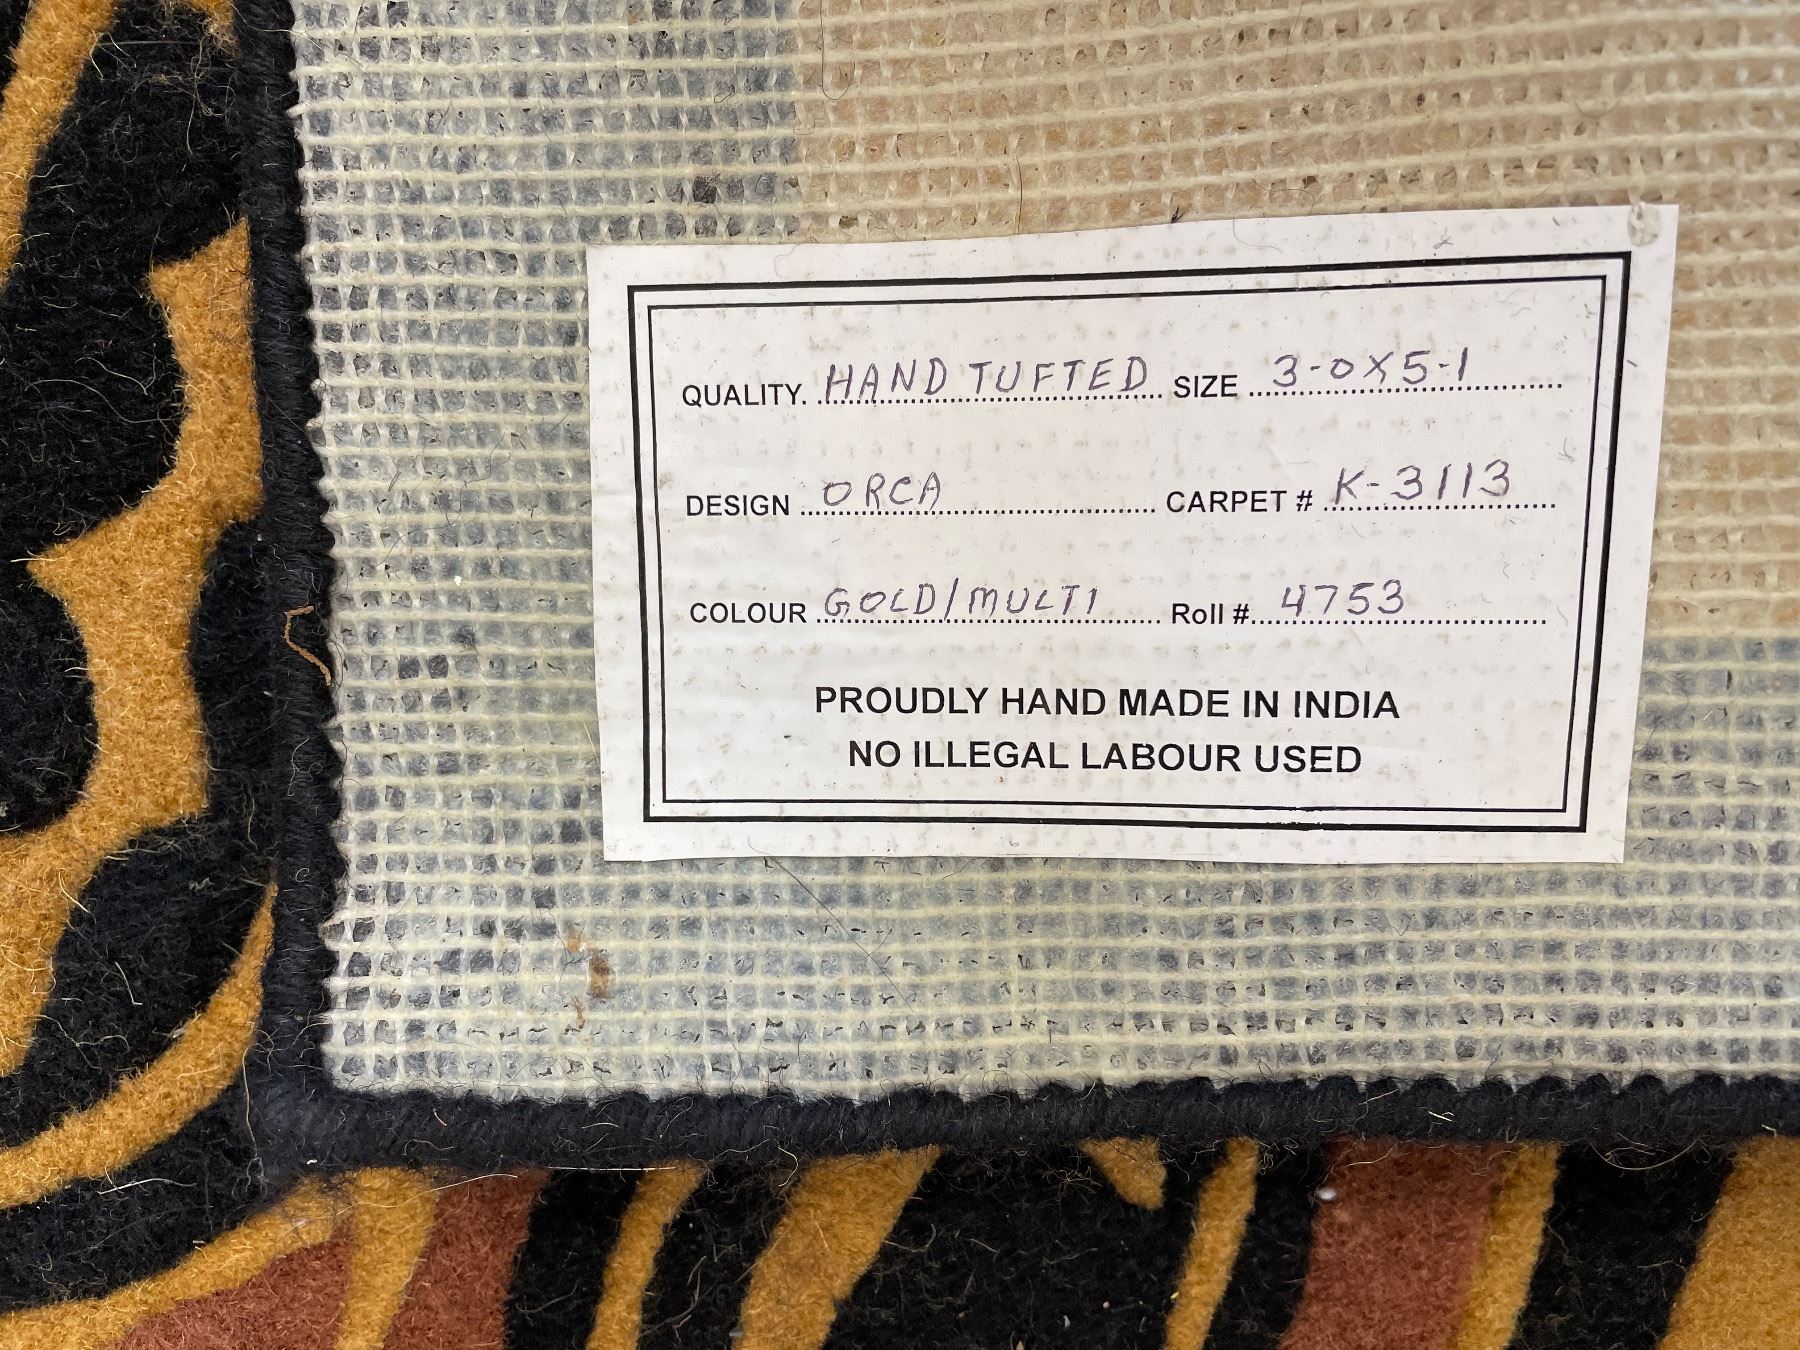 QUALITY. HAND TUFTED SIZE 3-0X5-1
DESIGN ORCA CARPET # K-3113
COLOUR GOLD/MULTI Roll #. 4753
PROUDLY HAND MADE IN INDIA
NO ILLEGAL LABOUR USED